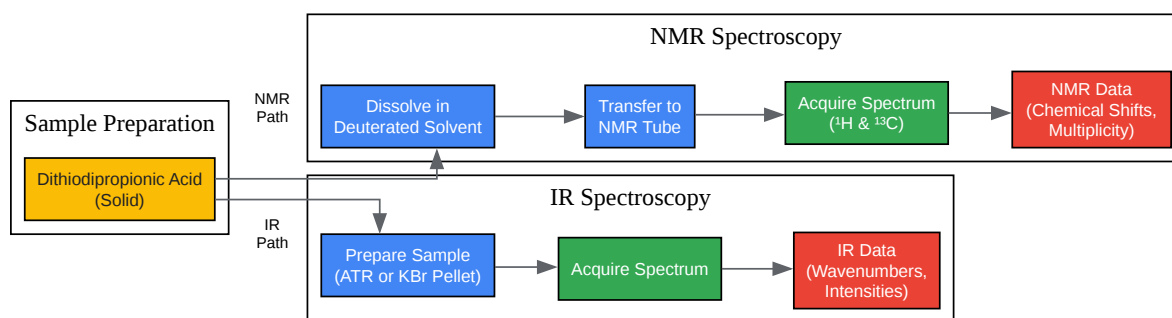 NMR Spectroscopy
NMR
Path
Dissolve in
Deuterated Solvent
Transfer to
NMR Tube
Acquire Spectrum
(¹H & ¹³C)
NMR Data
(Chemical Shifts,
Multiplicity)
Sample Preparation
Dithiodipropionic Acid
(Solid)
IR Spectroscopy
IR
Path
Prepare Sample
(ATR or KBr Pellet)
Acquire Spectrum
IR Data
(Wavenumbers,
Intensities)